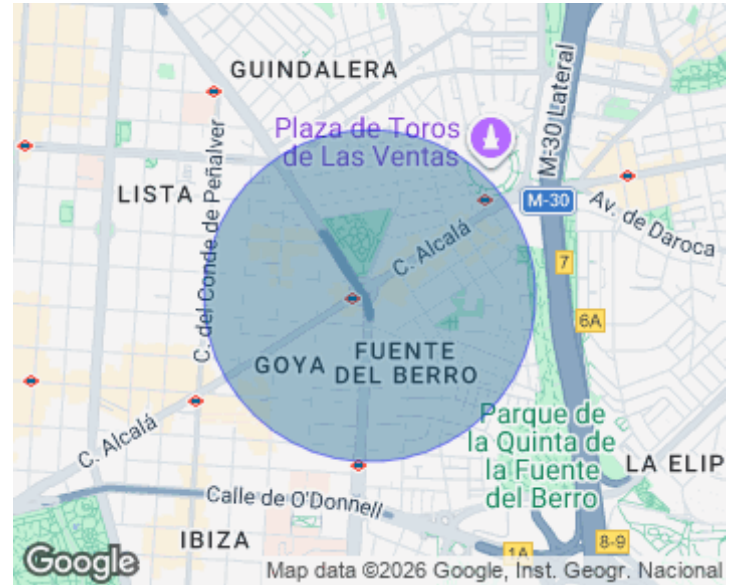 GUINDALERA
Plaza de Toros
de Las Ventas
M-30 Lateral
LISTA
C. del Conde de Peñalver
M-30
Av. de Daroca
C. Alcalá
7
6A
GOYA
FUENTE
DEL BERRO
C. Alcalá
Parque de
la Quinta de
la Fuente
del Berro
LA ELIP
Calle de O'Donnell
IBIZA
1A
8-9
Google
Map data ©2026 Google, Inst. Geogr. Nacional